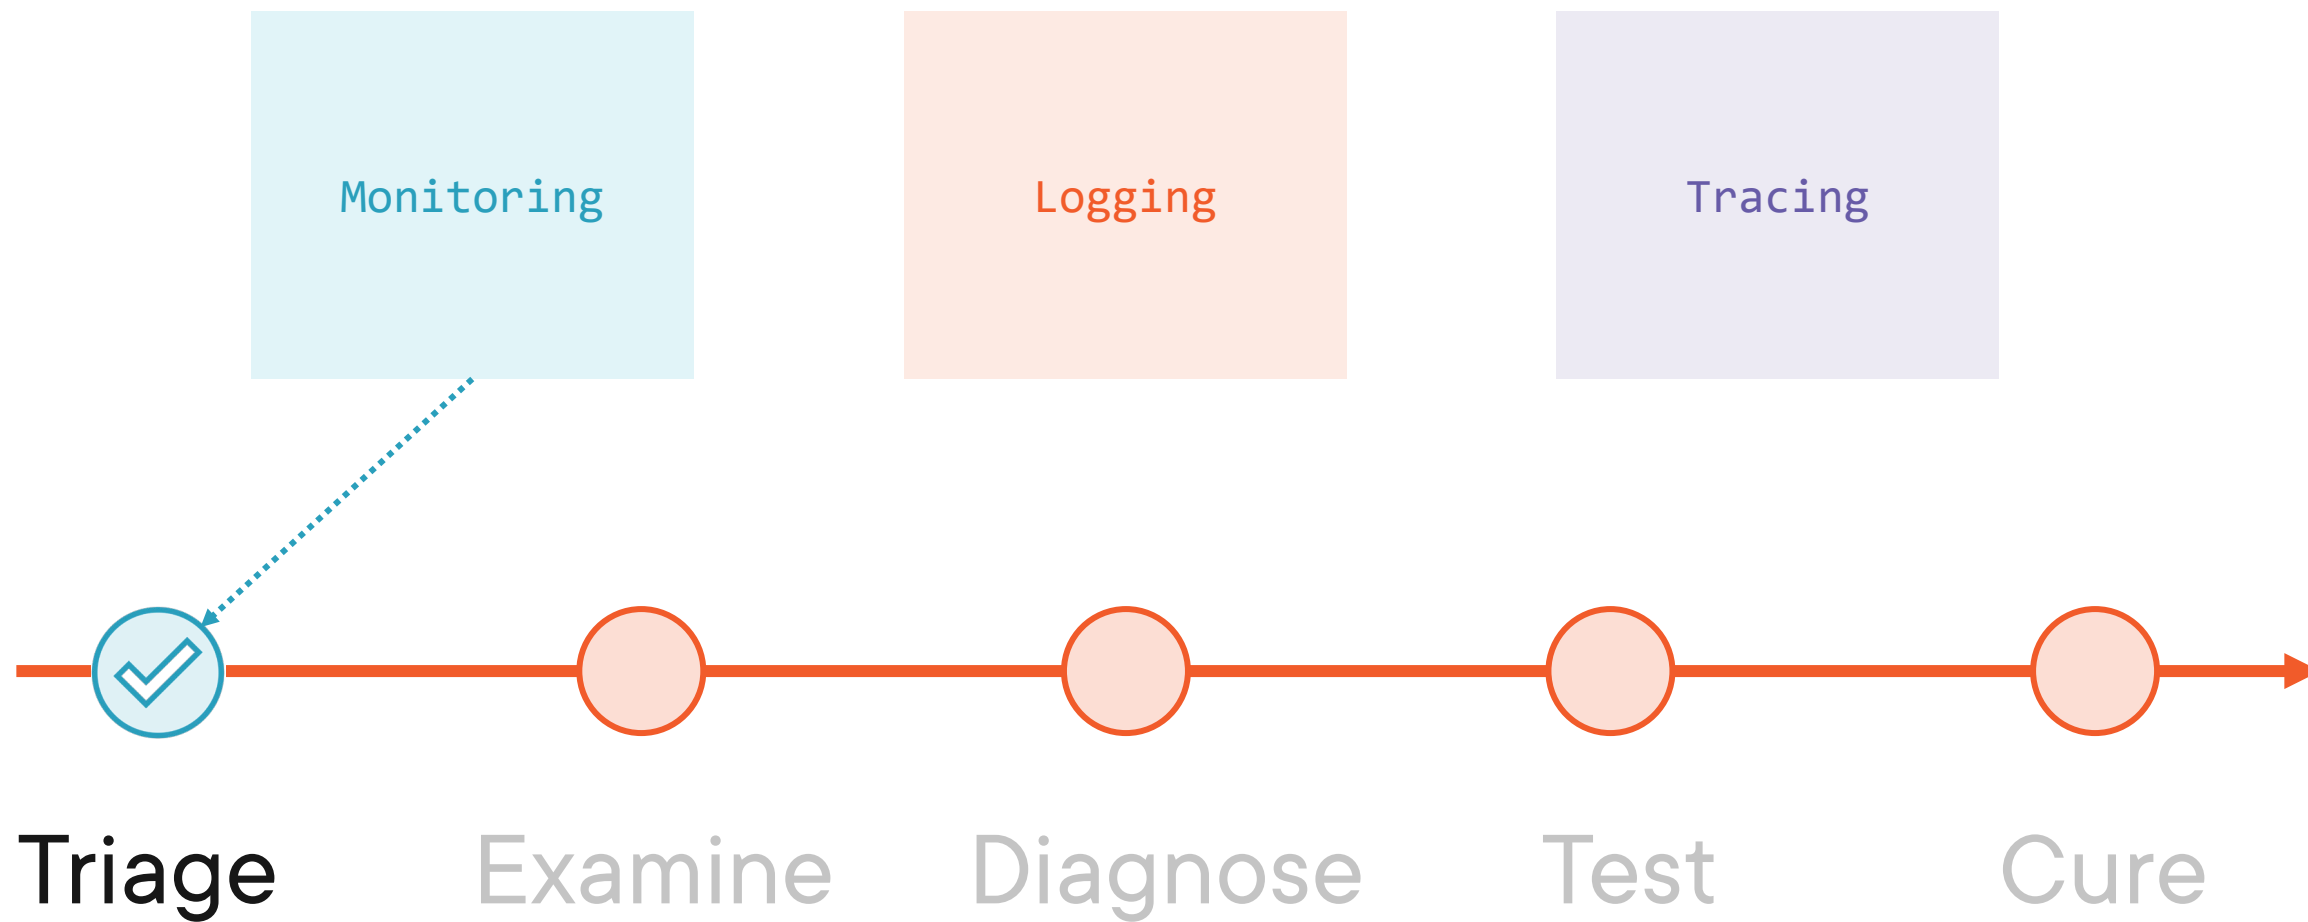 Monitoring
Logging
Tracing
Triage
Examine
Diagnose
Test
Cure